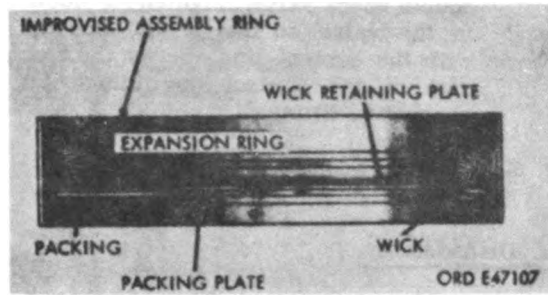 IMPROVISED ASSEMBLY RING
WICK RETAINING PLATE
EXPANSION RING
PACKING
WICK
PACKING PLATE
ORD E47107